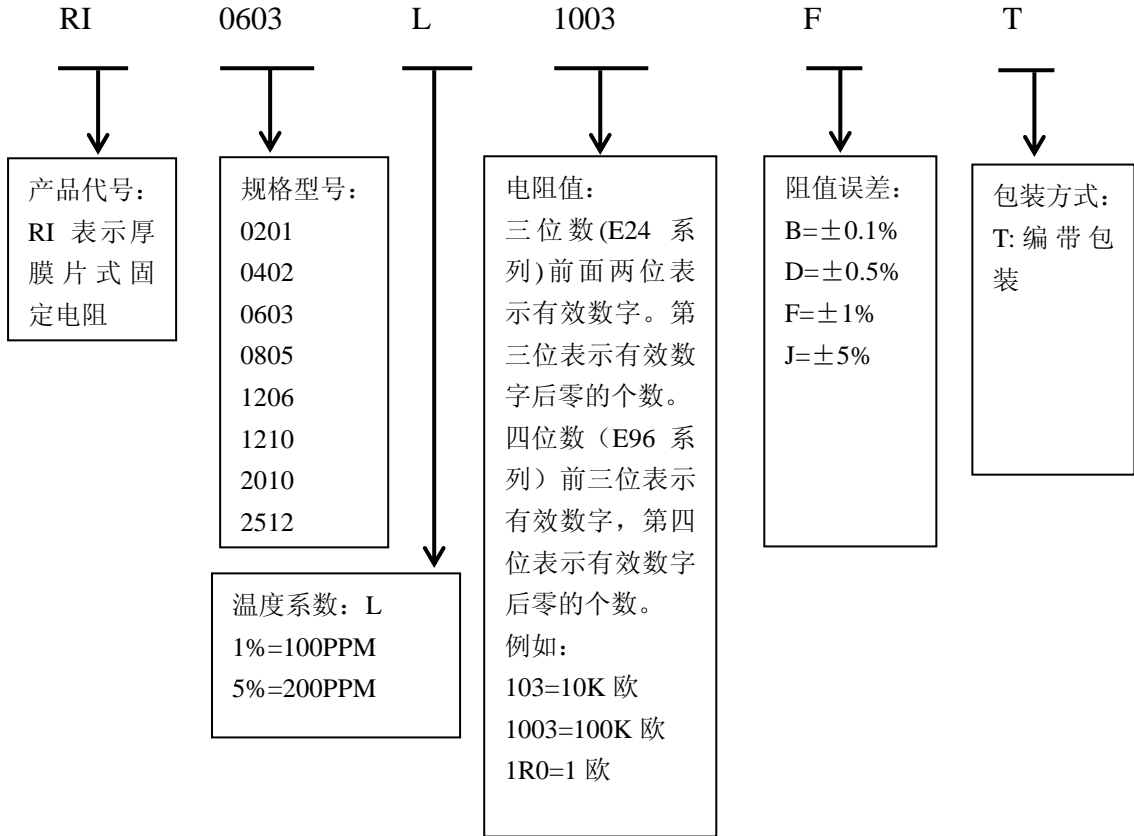 RI 0603 L 1003 F T
产品代号：
RI 表示厚
膜片式固
定电阻
规格型号：
0201
0402
0603
0805
1206
1210
2010
2512
温度系数：L
1%=100PPM
5%=200PPM
电阻值：
三位数(E24 系
列)前面两位表
示有效数字。第
三位表示有效数
字后零的个数。
四位数（E96 系
列）前三位表示
有效数字，第四
位表示有效数字
后零的个数。
例如：
103=10K 欧
1003=100K 欧
1R0=1 欧
阻值误差：
B=±0.1%
D=±0.5%
F=±1%
J=±5%
包装方式：
T:编带包
装